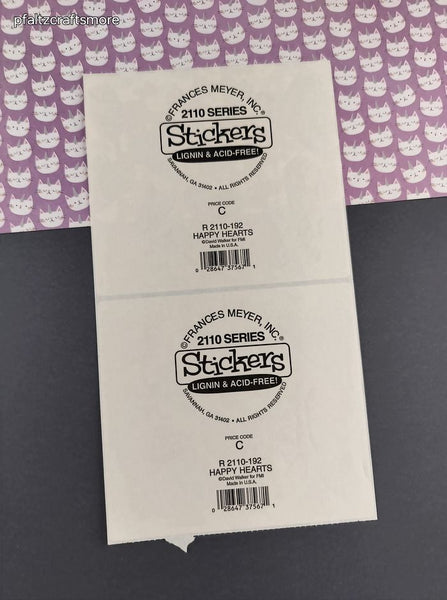 pfaltzcraftsmore
©FRANCES MEYER, INC.®
2110 SERIES
Stickers
LIGNIN & ACID-FREE!
SAVANNAH, GA 31402 • ALL RIGHTS RESERVED
PRICE CODE
C
R 2110-192
HAPPY HEARTS
©David Walker for FMI
Made in U.S.A.
0 28647 37567 1
©FRANCES MEYER, INC.®
2110 SERIES
Stickers
LIGNIN & ACID-FREE!
SAVANNAH, GA 31402 • ALL RIGHTS RESERVED
PRICE CODE
C
R 2110-192
HAPPY HEARTS
©David Walker for FMI
Made in U.S.A.
0 28647 37567 1